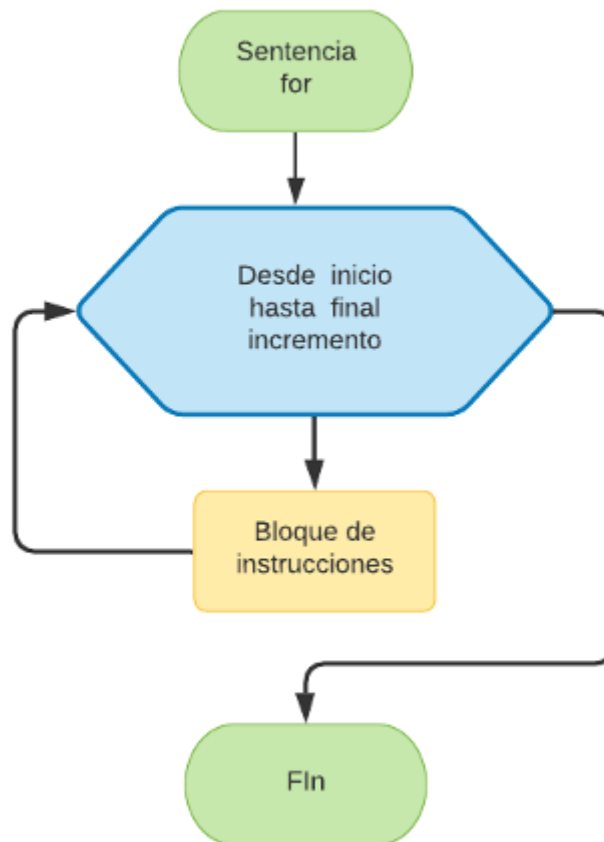 Sentencia
for
Desde inicio
hasta final
incremento
Bloque de
instrucciones
FIn